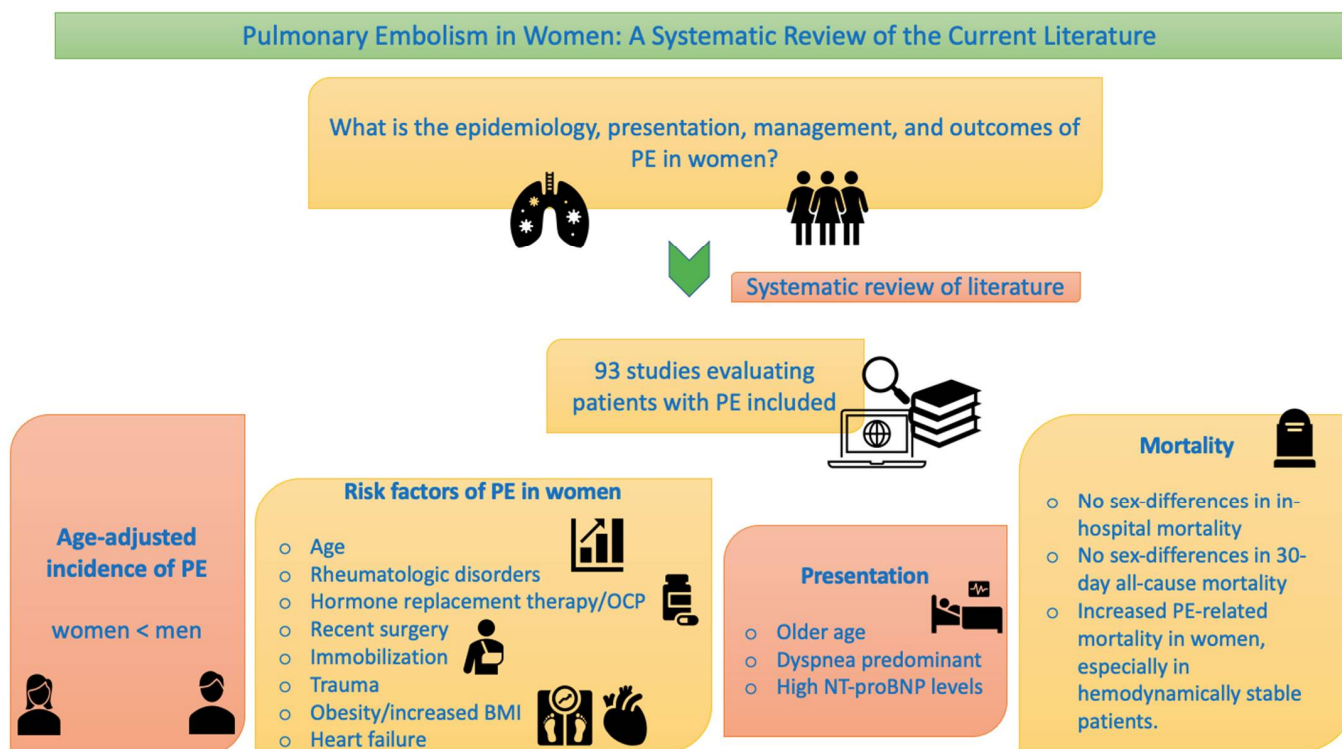 Pulmonary Embolism in Women: A Systematic Review of the Current Literature
What is the epidemiology, presentation, management, and outcomes of
PE in women?
Systematic review of literature
93 studies evaluating
patients with PE included
Age-adjusted
incidence of PE
women < men
Risk factors of PE in women
o Age
o Rheumatologic disorders
o Hormone replacement therapy/OCP
o Recent surgery
o Immobilization
o Trauma
o Obesity/increased BMI
o Heart failure
Presentation
o Older age
o Dyspnea predominant
o High NT-proBNP levels
Mortality
o No sex-differences in in-
hospital mortality
o No sex-differences in 30-
day all-cause mortality
o Increased PE-related
mortality in women,
especially in
hemodynamically stable
patients.